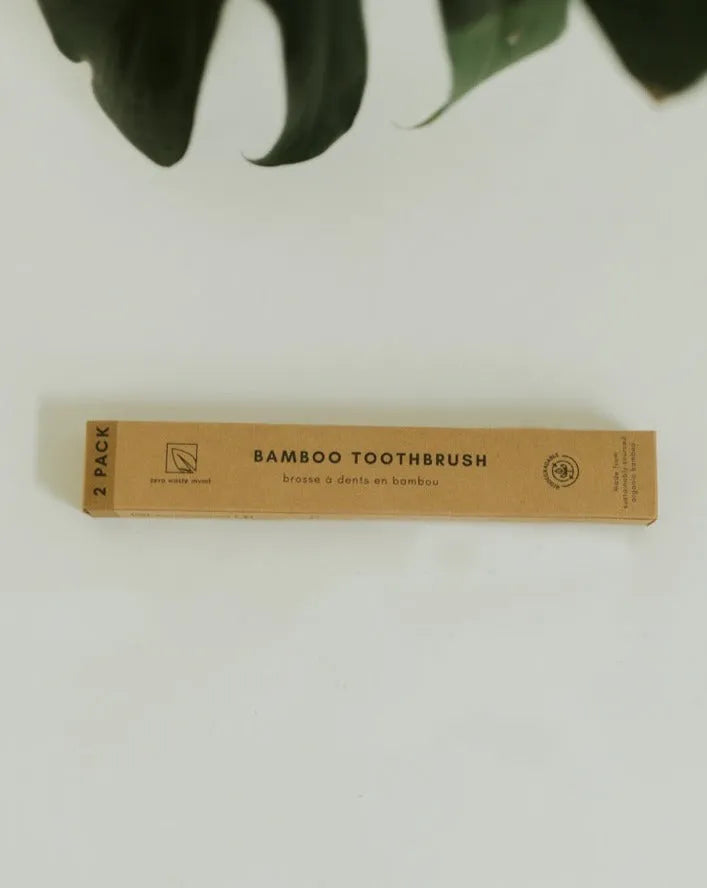 2 PACK
zero waste mvmt
BAMBOO TOOTHBRUSH
brosse à dents en bambou
BIODEGRADABLE
made from
sustainably sourced
organic bamboo